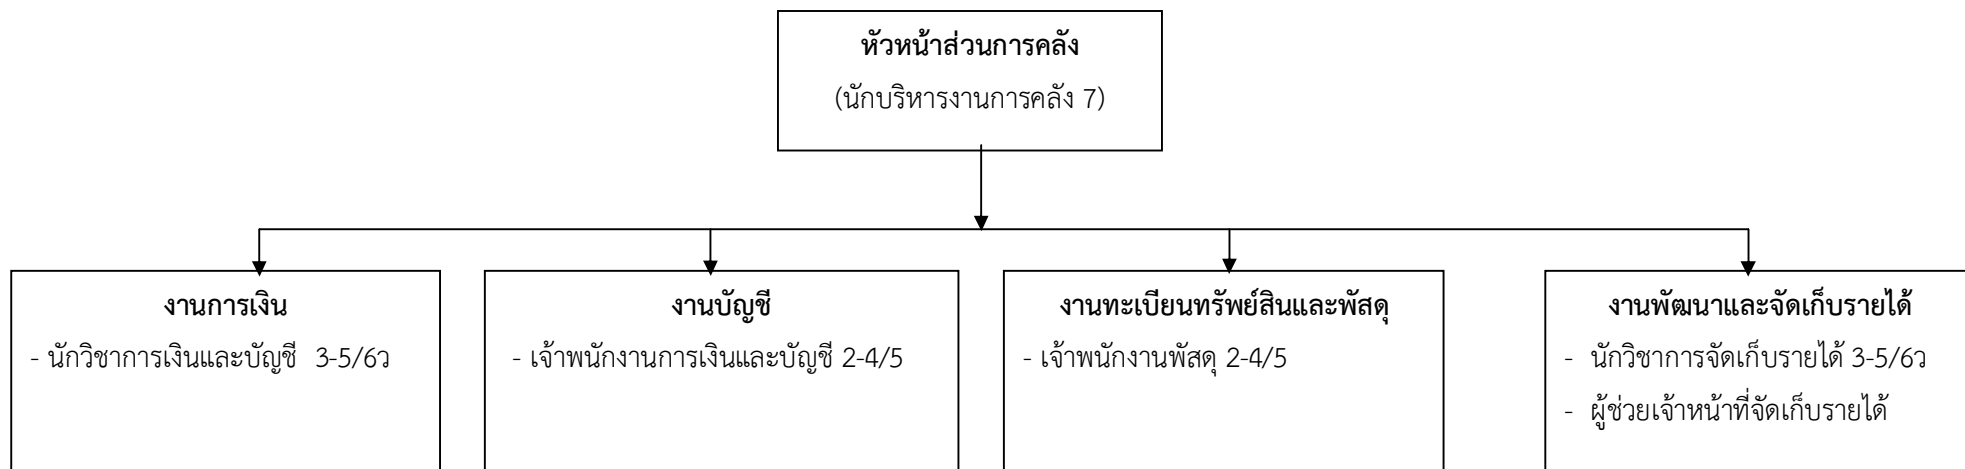 หัวหน้าส่วนการคลัง
(นักบริหารงานการคลัง 7)
งานการเงิน
- นักวิชาการเงินและบัญชี  3-5/6ว
งานบัญชี
- เจ้าพนักงานการเงินและบัญชี 2-4/5
งานทะเบียนทรัพย์สินและพัสดุ
- เจ้าพนักงานพัสดุ 2-4/5
งานพัฒนาและจัดเก็บรายได้
- นักวิชาการจัดเก็บรายได้ 3-5/6ว
- ผู้ช่วยเจ้าหน้าที่จัดเก็บรายได้